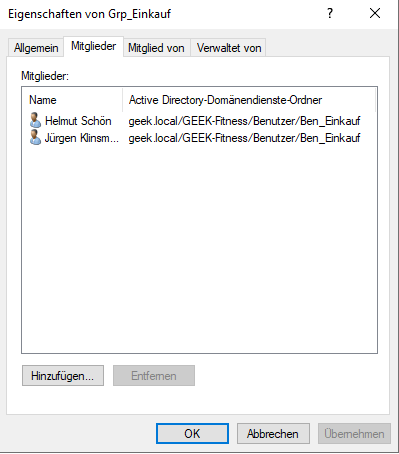 Eigenschaften von Grp_Einkauf ? ×
Allgemein Mitglieder Mitglied von Verwaltet von
Mitglieder:
Name Active Directory-Domänendienste-Ordner
Helmut Schön geek.local/GEEK-Fitness/Benutzer/Ben_Einkauf
Jürgen Klinsm... geek.local/GEEK-Fitness/Benutzer/Ben_Einkauf
Hinzufügen... Entfernen
OK Abbrechen Übernehmen